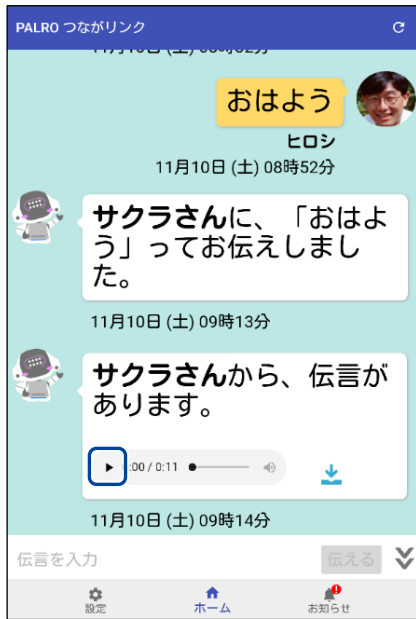 PALRO つながリンク
おはよう
ヒロシ
11月10日 (土) 08時52分
サクラさんに、「おはよ
う」ってお伝えしまし
た。
11月10日 (土) 09時13分
サクラさんから、伝言が
あります。
:00 / 0:11
11月10日 (土) 09時14分
伝言を入力
伝える
設定
ホーム
お知らせ